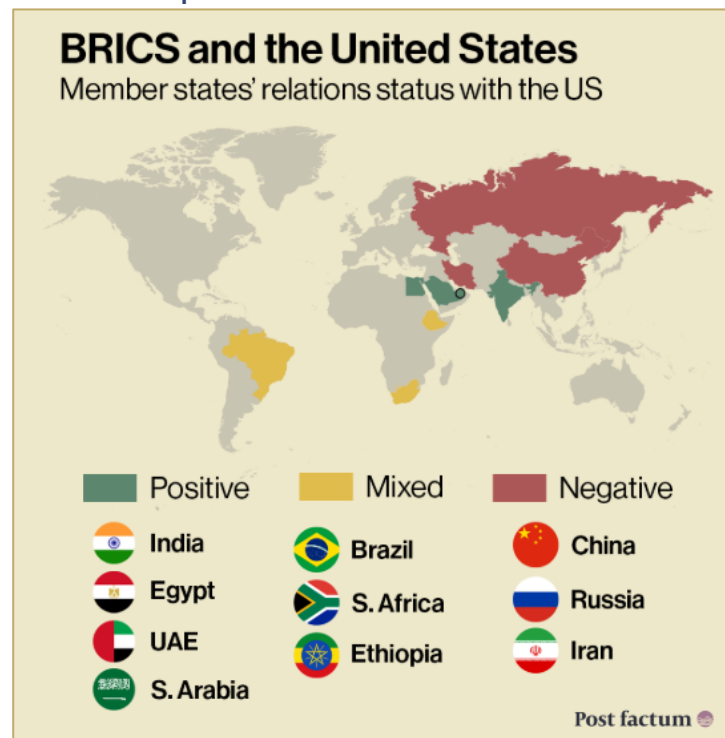 BRICS and the United States
Member states' relations status with the US
Positive
India
Egypt
UAE
S. Arabia
Mixed
Brazil
S. Africa
Ethiopia
Negative
China
Russia
Iran
Post factum